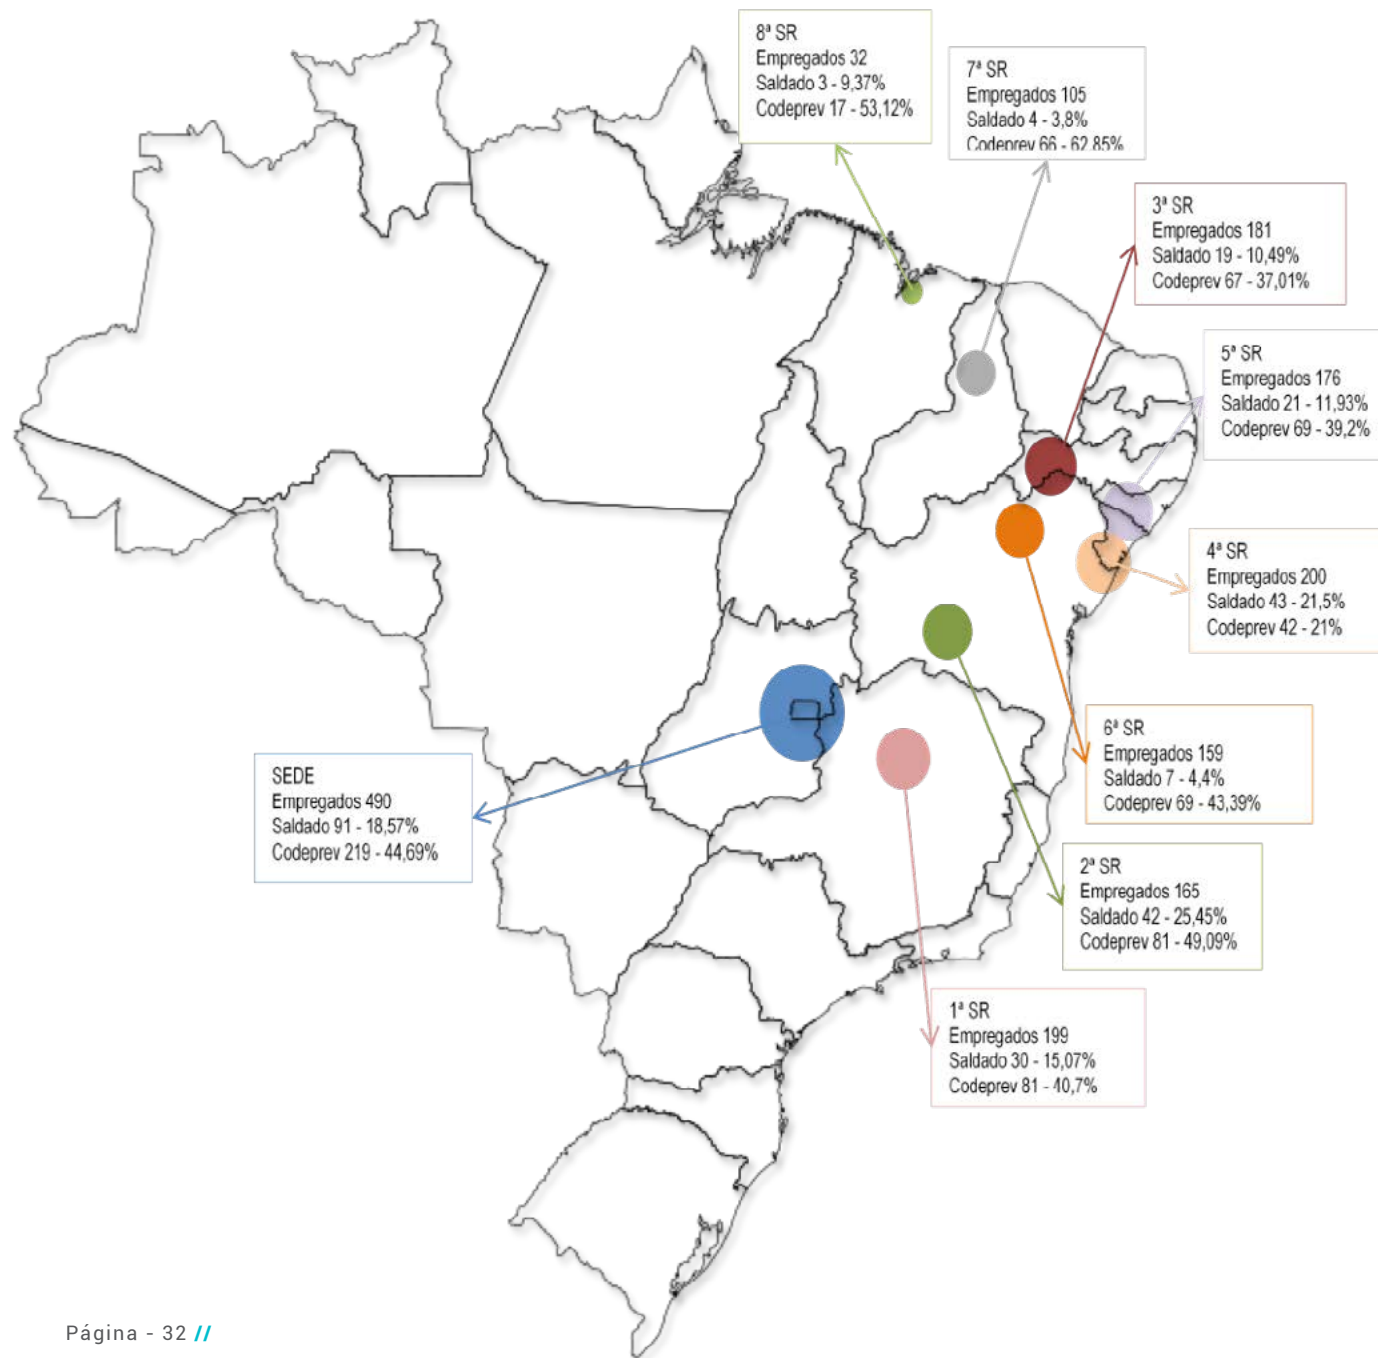 8ª SR
Empregados 32
Saldado 3 - 9,37%
Codeprev 17 - 53,12%
7ª SR
Empregados 105
Saldado 4 - 3,8%
Codeprev 66 - 62,85%
3ª SR
Empregados 181
Saldado 19 - 10,49%
Codeprev 67 - 37,01%
5ª SR
Empregados 176
Saldado 21 - 11,93%
Codeprev 69 - 39,2%
4ª SR
Empregados 200
Saldado 43 - 21,5%
Codeprev 42 - 21%
6ª SR
Empregados 159
Saldado 7 - 4,4%
Codeprev 69 - 43,39%
SEDE
Empregados 490
Saldado 91 - 18,57%
Codeprev 219 - 44,69%
2ª SR
Empregados 165
Saldado 42 - 25,45%
Codeprev 81 - 49,09%
1ª SR
Empregados 199
Saldado 30 - 15,07%
Codeprev 81 - 40,7%
Página - 32 //